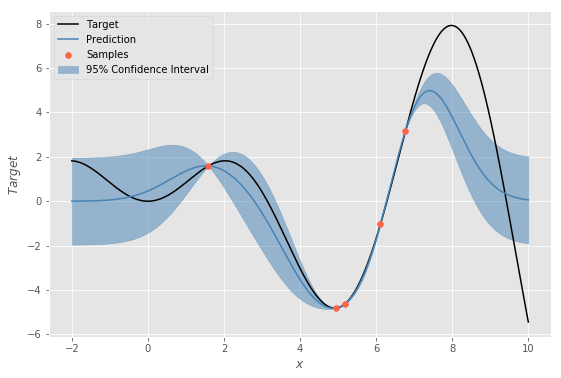 Target
Prediction
Samples
95% Confidence Interval
Target
8
6
4
2
0
−2
−4
−6
−2 0 2 4 6 8 10
x